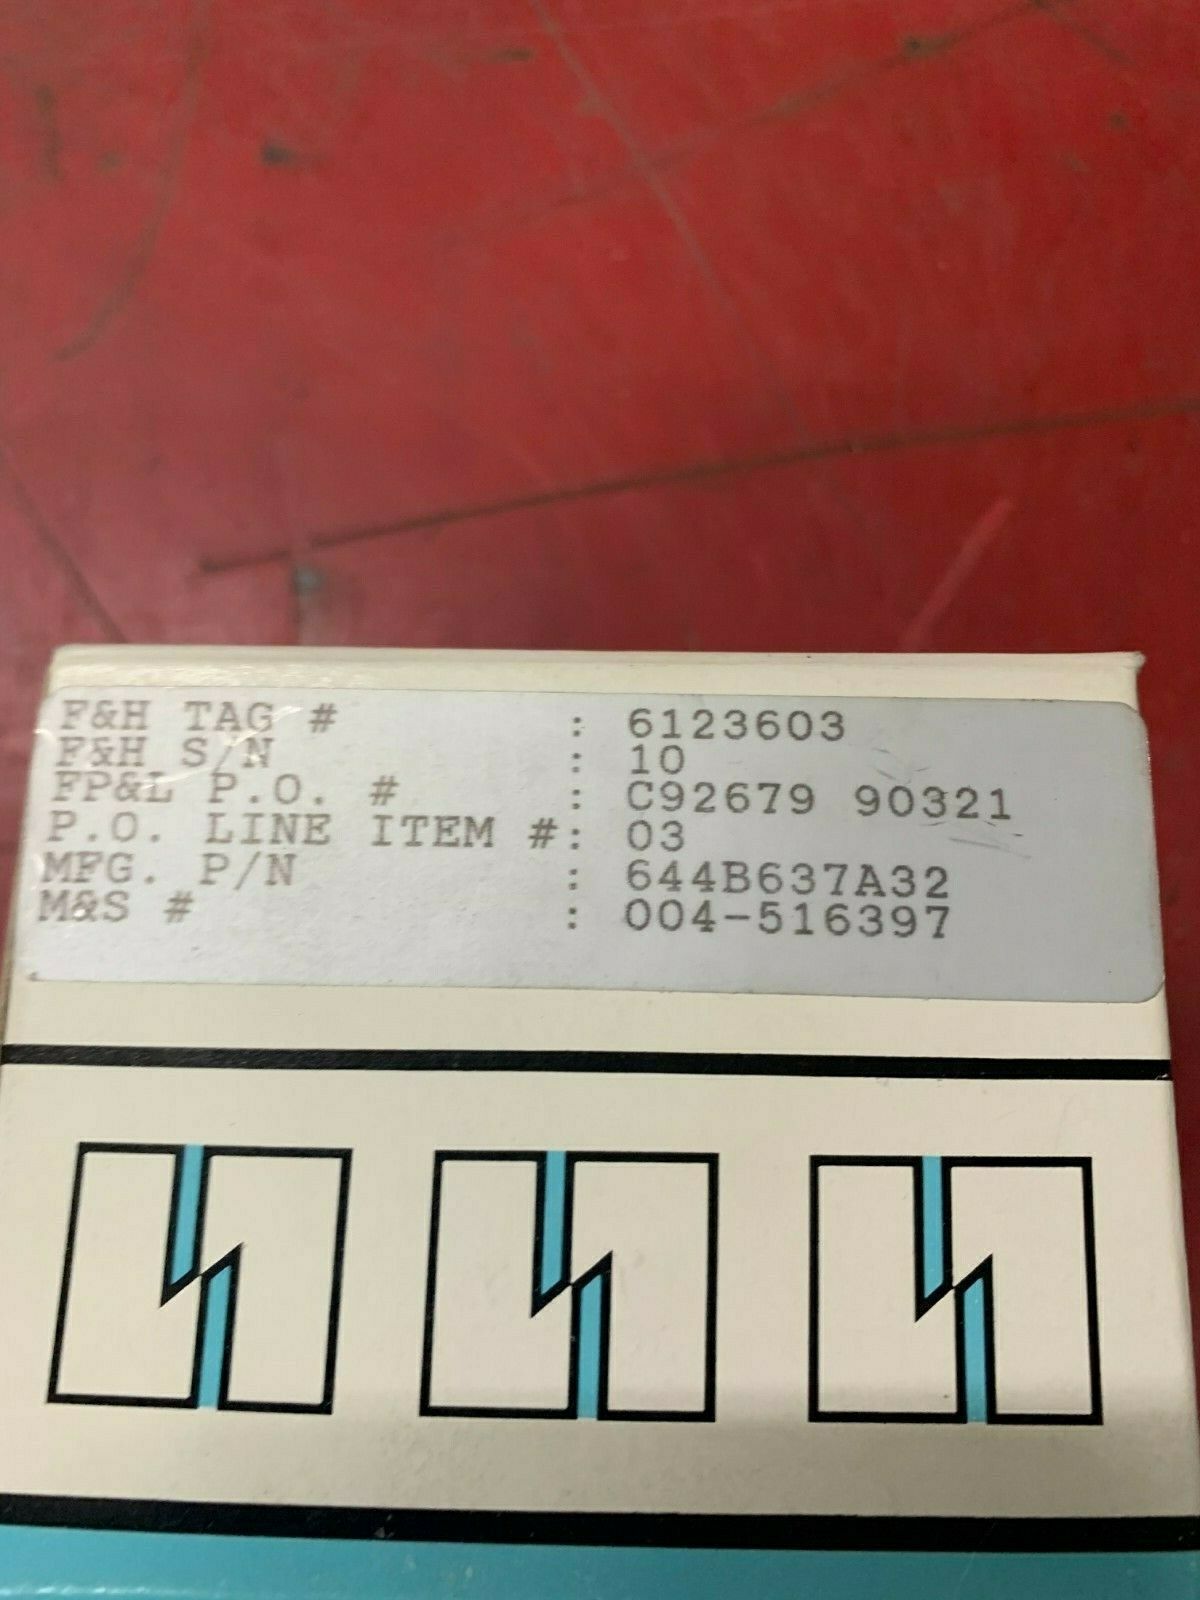 F&H TAG # : 6123603
F&H S/N : 10
FP&L P.O. # : C92679 90321
P.O. LINE ITEM #: 03
MFG. P/N : 644B637A32
M&S # : 004-516397